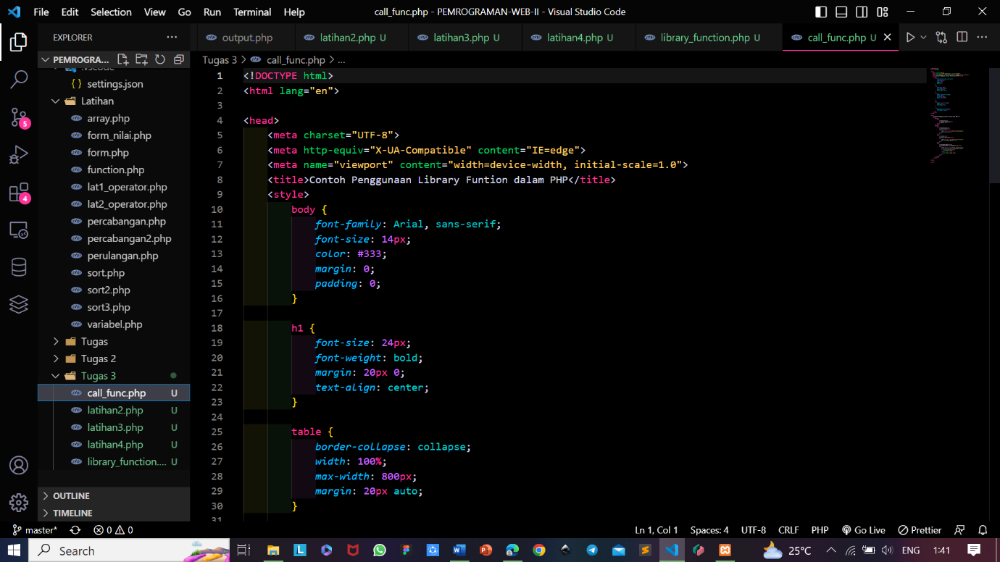 File Edit Selection View Go Run Terminal Help
call_func.php - PEMROGRAMAN-WEB-II - Visual Studio Code
EXPLORER
PEMROGRA...
.vscode
settings.json
Latihan
array.php
form_nilai.php
form.php
function.php
lat1_operator.php
lat2_operator.php
percabangan.php
percabangan2.php
perulangan.php
sort.php
sort2.php
sort3.php
variabel.php
Tugas
Tugas 2
Tugas 3
call_func.php U
latihan2.php U
latihan3.php U
latihan4.php U
library_function.... U
OUTLINE
TIMELINE
5
4
output.php latihan2.php U latihan3.php U latihan4.php U library_function.php U call_func.php U
Tugas 3 > call_func.php > ...
1 <!DOCTYPE html>
2 <html lang="en">
3
4 <head>
5 <meta charset="UTF-8">
6 <meta http-equiv="X-UA-Compatible" content="IE=edge">
7 <meta name="viewport" content="width=device-width, initial-scale=1.0">
8 <title>Contoh Penggunaan Library Funtion dalam PHP</title>
9 <style>
10 body {
11 font-family: Arial, sans-serif;
12 font-size: 14px;
13 color: #333;
14 margin: 0;
15 padding: 0;
16 }
17
18 h1 {
19 font-size: 24px;
20 font-weight: bold;
21 margin: 20px 0;
22 text-align: center;
23 }
24
25 table {
26 border-collapse: collapse;
27 width: 100%;
28 max-width: 800px;
29 margin: 20px auto;
30 }
31
master* 0 0 Ln 1, Col 1 Spaces: 4 UTF-8 CRLF PHP Go Live Prettier
Search 25°C ENG 1:41